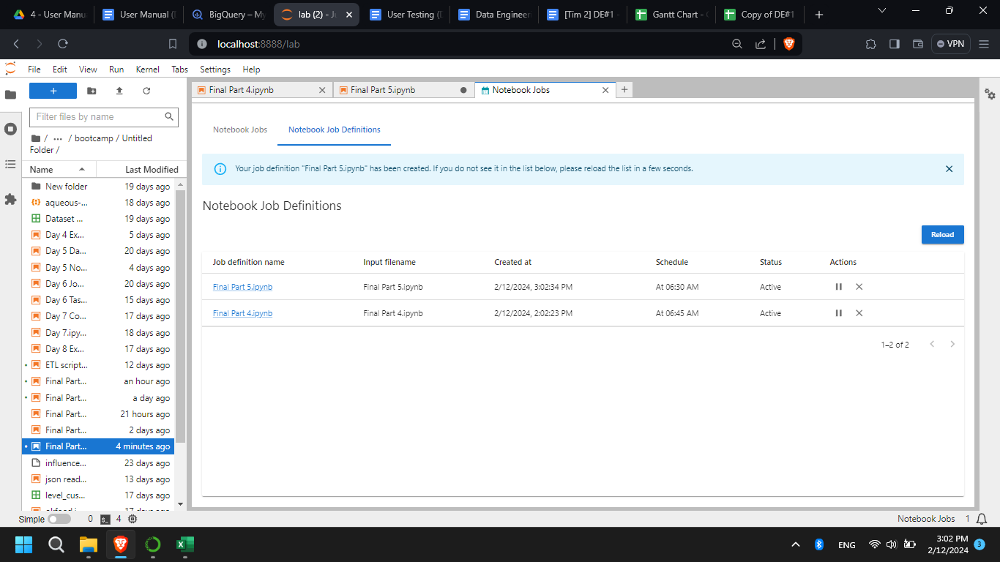 4 - User Manua
User Manual (D
BigQuery – My
lab (2) - Ju
User Testing (D
Data Engineer
[Tim 2] DE#1 -
Gantt Chart - G
Copy of DE#1
localhost:8888/lab
VPN
File Edit View Run Kernel Tabs Settings Help
Final Part 4.ipynb
Final Part 5.ipynb
Notebook Jobs
Filter files by name
/ ... / bootcamp / Untitled
Folder /
Name Last Modified
New folder 19 days ago
aqueous-... 18 days ago
Dataset ... 19 days ago
Day 4 Ex... 5 days ago
Day 5 Da... 20 days ago
Day 5 No... 4 days ago
Day 6 Jo... 20 days ago
Day 6 Tas... 15 days ago
Day 7 Co... 17 days ago
Day 7.ipy... 18 days ago
Day 8 Ex... 17 days ago
ETL script... 12 days ago
Final Part... an hour ago
Final Part... a day ago
Final Part... 21 hours ago
Final Part... 2 days ago
Final Part... 4 minutes ago
influence... 23 days ago
json read... 13 days ago
level_cus... 17 days ago
Notebook Jobs Notebook Job Definitions
Your job definition "Final Part 5.ipynb" has been created. If you do not see it in the list below, please reload the list in a few seconds.
Notebook Job Definitions
Reload
Job definition name Input filename Created at Schedule Status Actions
Final Part 5.ipynb Final Part 5.ipynb 2/12/2024, 3:02:34 PM At 06:30 AM Active
Final Part 4.ipynb Final Part 4.ipynb 2/12/2024, 2:02:23 PM At 06:45 AM Active
1–2 of 2
Simple 0 4 Notebook Jobs 1
ENG
3:02 PM
2/12/2024
3